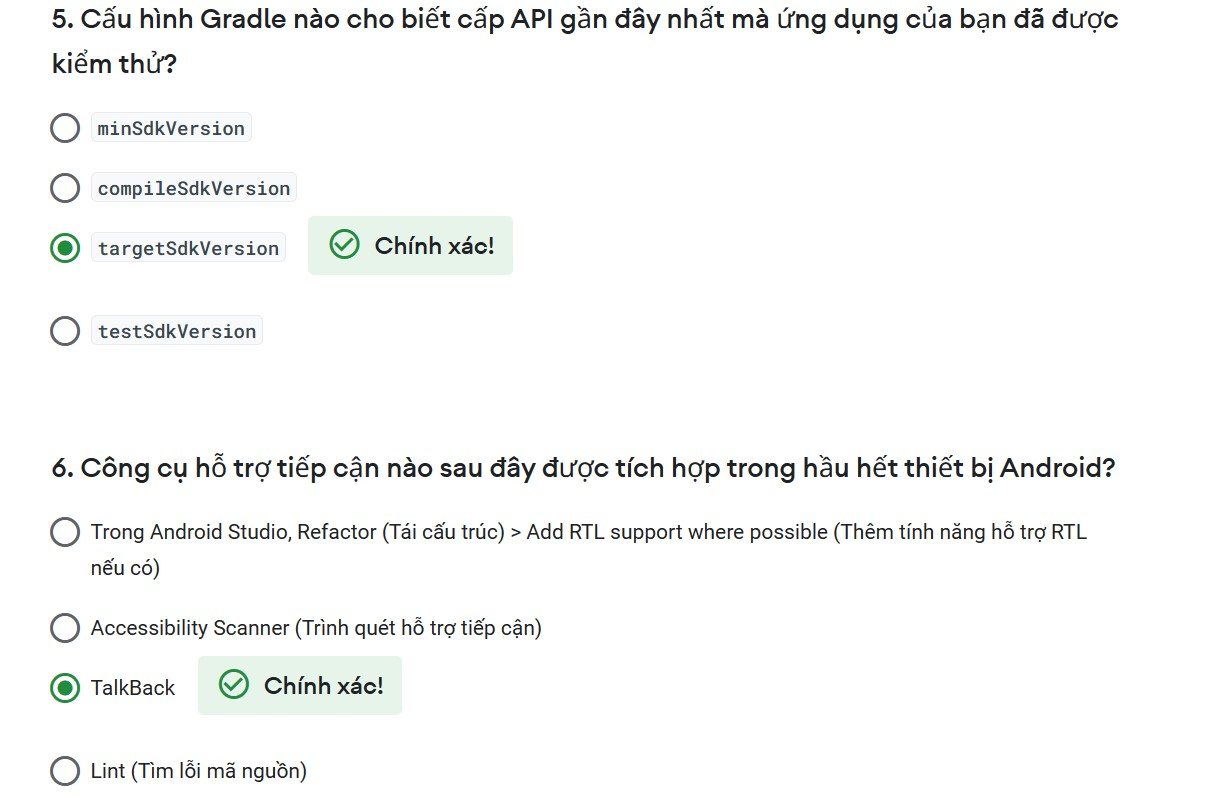 5. Cấu hình Gradle nào cho biết cấp API gần đây nhất mà ứng dụng của bạn đã được
kiểm thử?
minSdkVersion
compileSdkVersion
targetSdkVersion Chính xác!
testSdkVersion
6. Công cụ hỗ trợ tiếp cận nào sau đây được tích hợp trong hầu hết thiết bị Android?
Trong Android Studio, Refactor (Tái cấu trúc) > Add RTL support where possible (Thêm tính năng hỗ trợ RTL
nếu có)
Accessibility Scanner (Trình quét hỗ trợ tiếp cận)
TalkBack Chính xác!
Lint (Tìm lỗi mã nguồn)